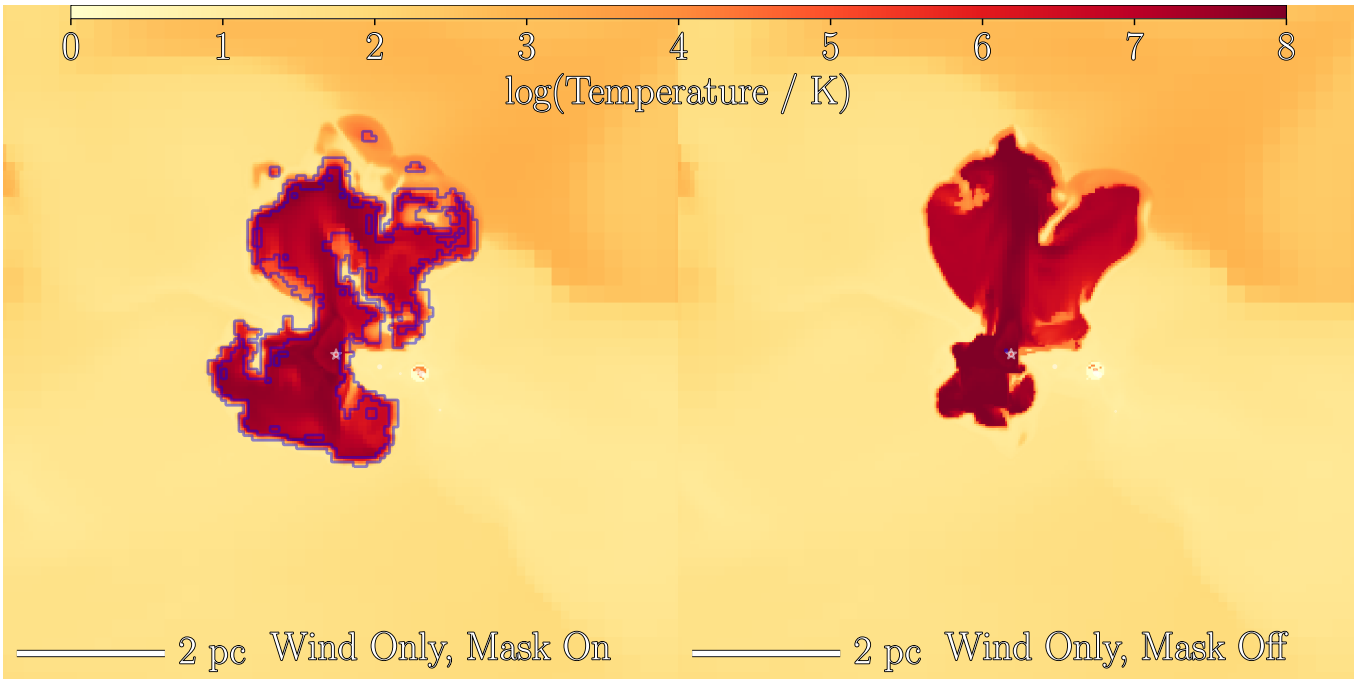 0 1 2 3 4 5 6 7 8
log(Temperature / K)
2 pc Wind Only, Mask On
2 pc Wind Only, Mask Off